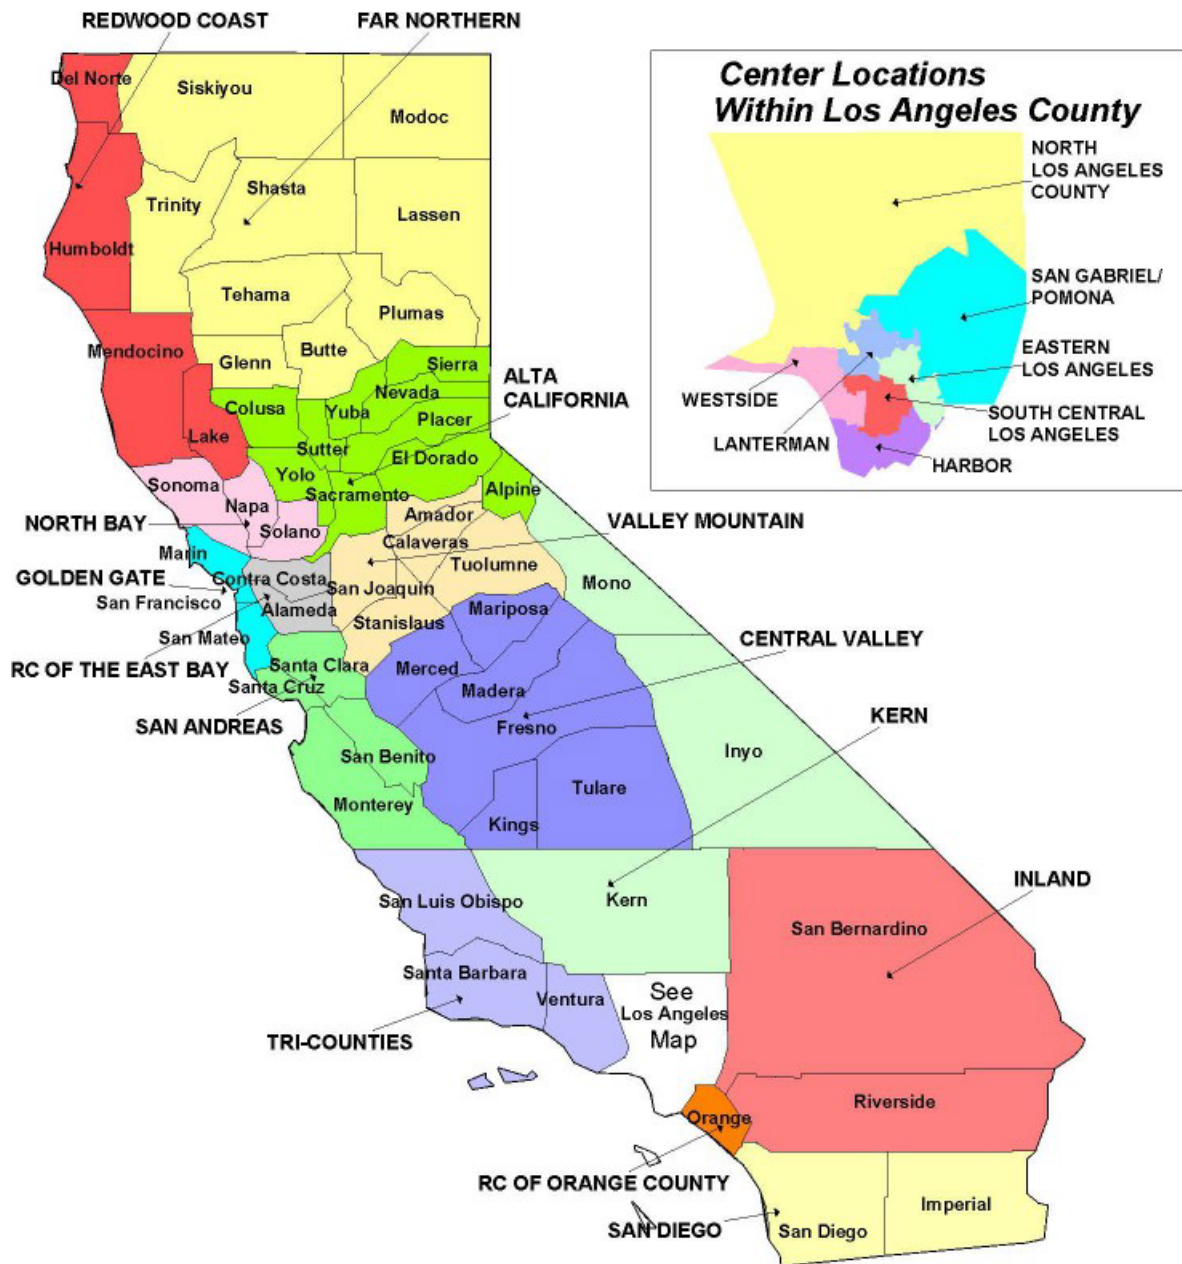 REDWOOD COAST
FAR NORTHERN
Center Locations
Within Los Angeles County
NORTH
LOS ANGELES
COUNTY
SAN GABRIEL/
POMONA
EASTERN
LOS ANGELES
WESTSIDE
SOUTH CENTRAL
LOS ANGELES
LANTERMAN
HARBOR
Del Norte
Siskiyou
Modoc
Humboldt
Trinity
Shasta
Lassen
Tehama
Plumas
Mendocino
Glenn
Butte
Sierra
ALTA
CALIFORNIA
Colusa
Yuba
Nevada
Placer
Lake
Sutter
El Dorado
Yolo
Sacramento
Alpine
Sonoma
Napa
Solano
NORTH BAY
Amador
Calaveras
VALLEY MOUNTAIN
Marin
Contra Costa
San Joaquin
Tuolumne
Mono
GOLDEN GATE
San Francisco
Alameda
Stanislaus
Mariposa
San Mateo
CENTRAL VALLEY
RC OF THE EAST BAY
Santa Clara
Merced
Santa Cruz
Madera
SAN ANDREAS
Fresno
KERN
San Benito
Inyo
Monterey
Tulare
Kings
INLAND
San Luis Obispo
Kern
San Bernardino
Santa Barbara
Ventura
See
Los Angeles
Map
TRI-COUNTIES
Riverside
Orange
RC OF ORANGE COUNTY
SAN DIEGO
San Diego
Imperial